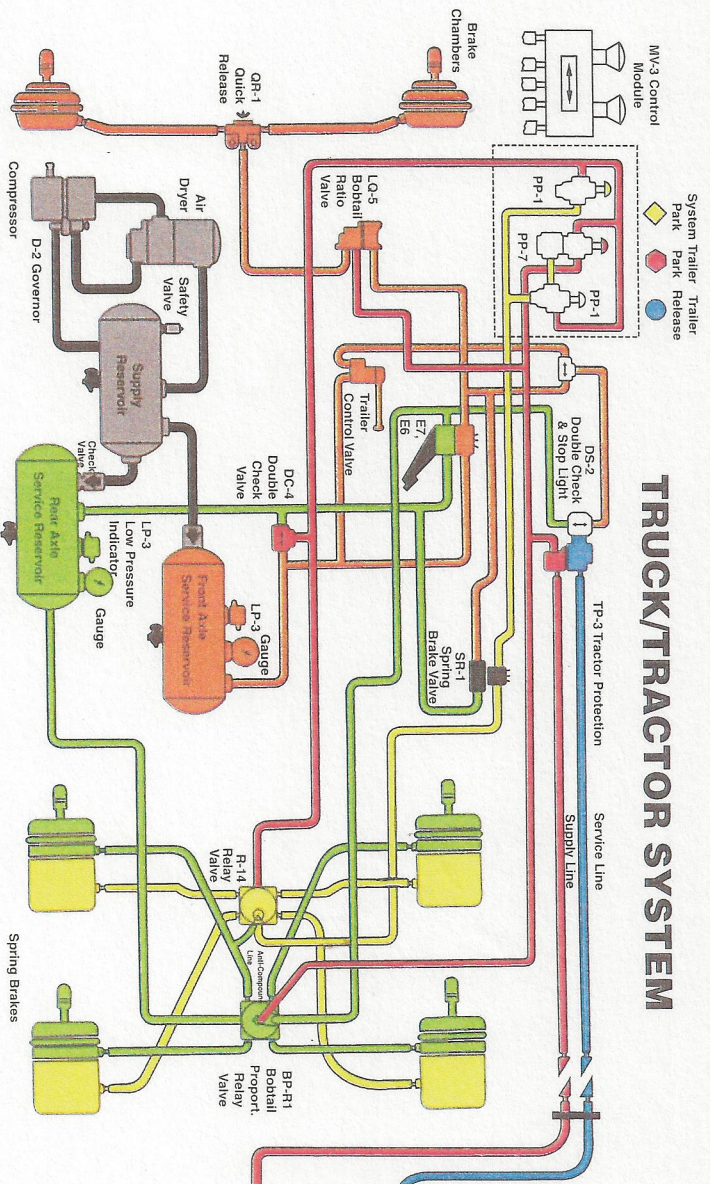 TRUCK/TRACTOR SYSTEM
MV-3 Control
Module
System
Park
Trailer
Park
Trailer
Release
PP-1
PP-7
PP-1
Brake
Chambers
QR-1
Quick
Release
LQ-5
Bobtail
Ratio
Valve
DS-2
Double Check
& Stop Light
TP-3 Tractor Protection
Service Line
Supply Line
Air
Dryer
Compressor
D-2 Governor
Safety
Valve
Supply
Reservoir
Trailer
Control Valve
E7,
E6
DC-4
Double
Check
Valve
Check
Valve
Rear Axle
Service Reservoir
LP-3
Low Pressure
Indicator
Gauge
Front Axle
Service Reservoir
LP-3
Gauge
SR-1
Spring
Brake Valve
R-14
Relay
Valve
Anti-Compound
Line
BP-R1
Bobtail
Proport.
Relay
Valve
Spring Brakes